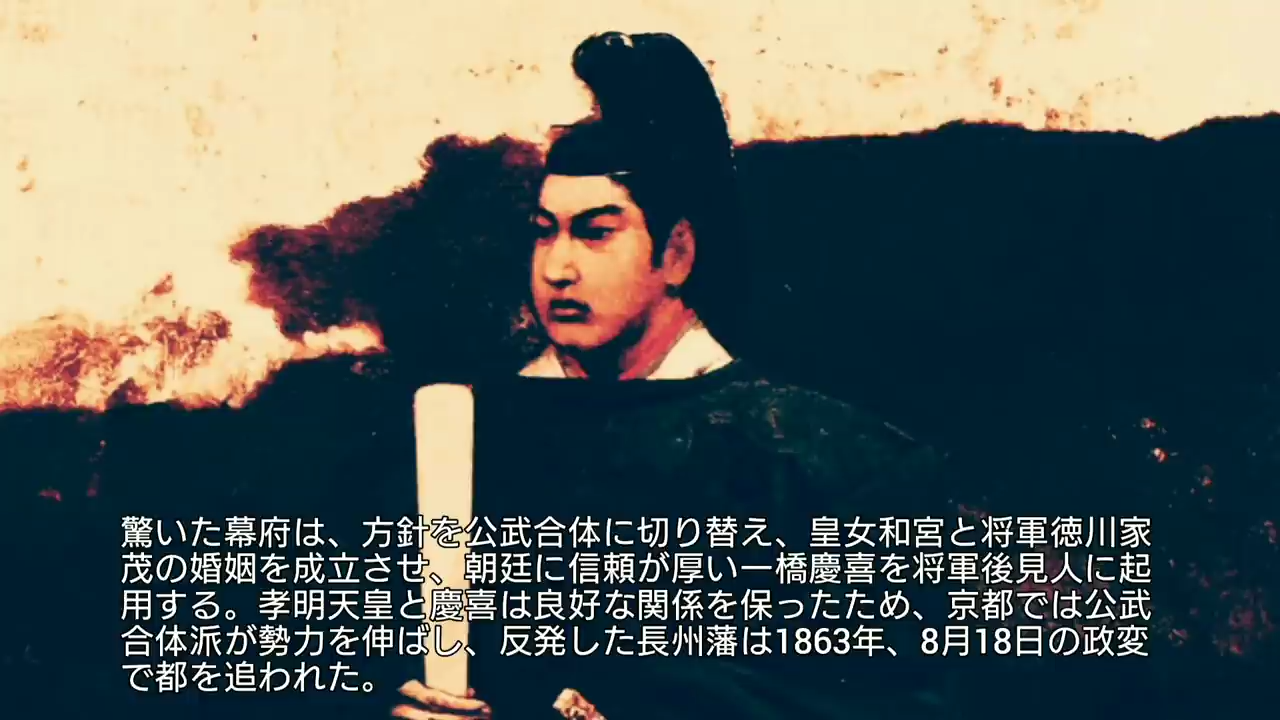 驚いた幕府は、方針を公武合体に切り替え、皇女和宮と将軍徳川家
茂の婚姻を成立させ、朝廷に信頼が厚い一橋慶喜を将軍後見人に起
用する。孝明天皇と慶喜は良好な関係を保ったため、京都では公武
合体派が勢力を伸ばし、反発した長州藩は1863年、8月18日の政変
で都を追われた。